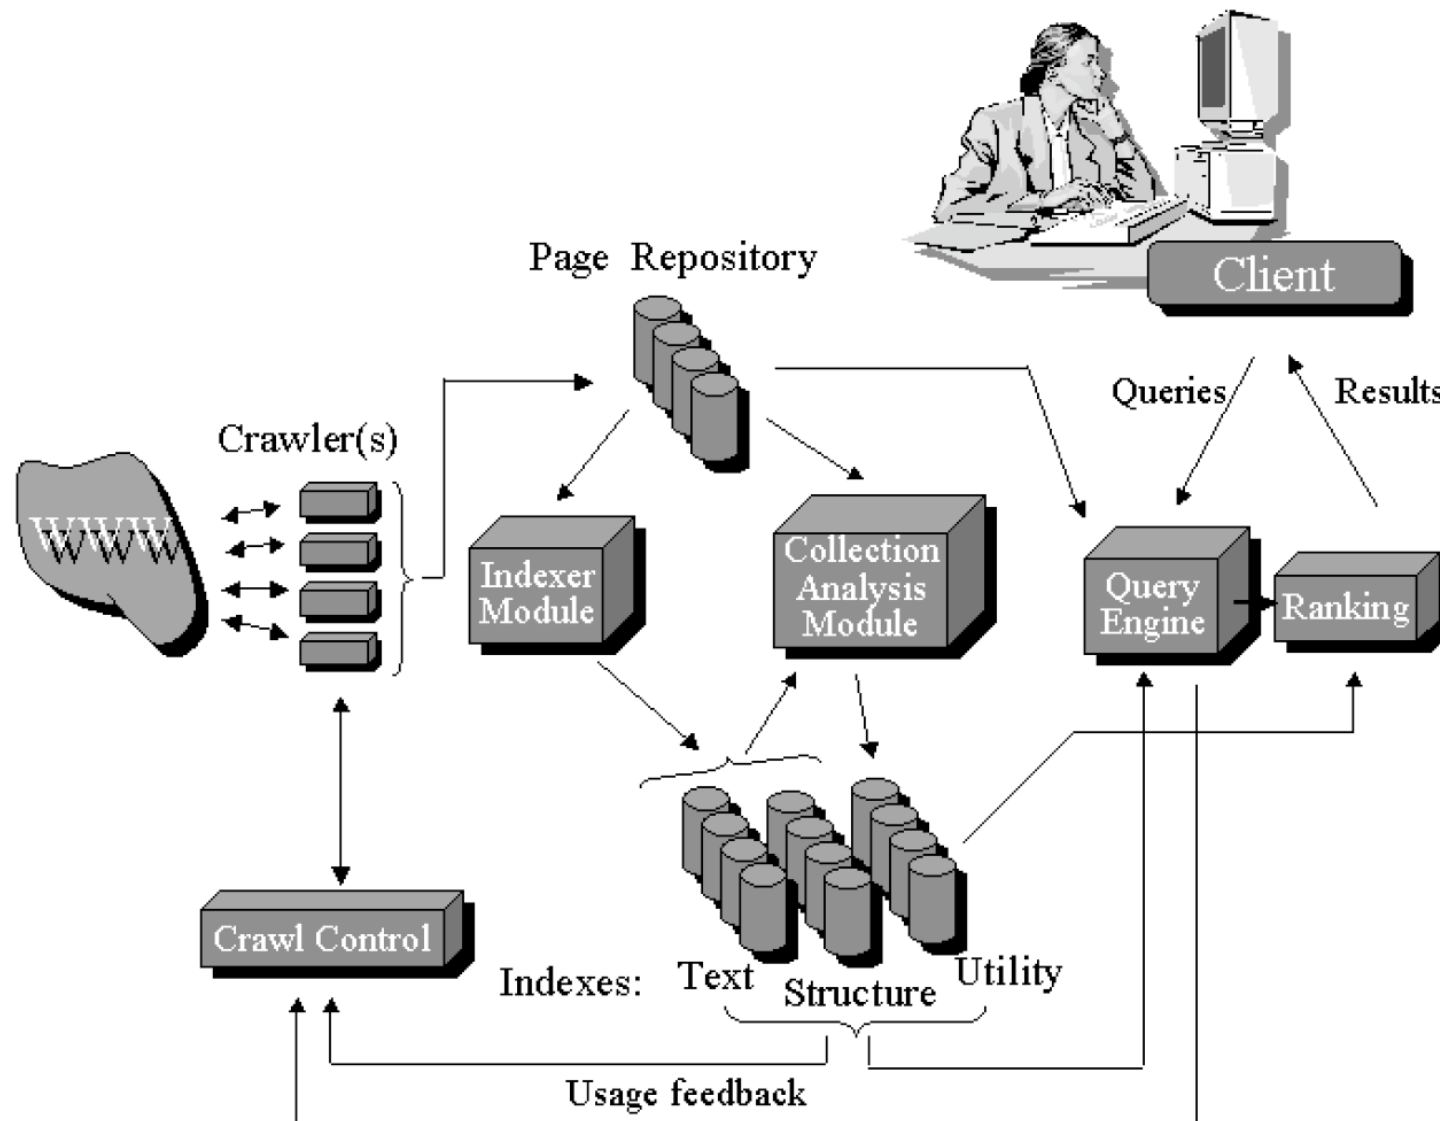 Page Repository
Client
Queries
Results
Crawler(s)
WWW
Indexer
Module
Collection
Analysis
Module
Query
Engine
Ranking
Crawl Control
Indexes:
Text
Structure
Utility
Usage feedback